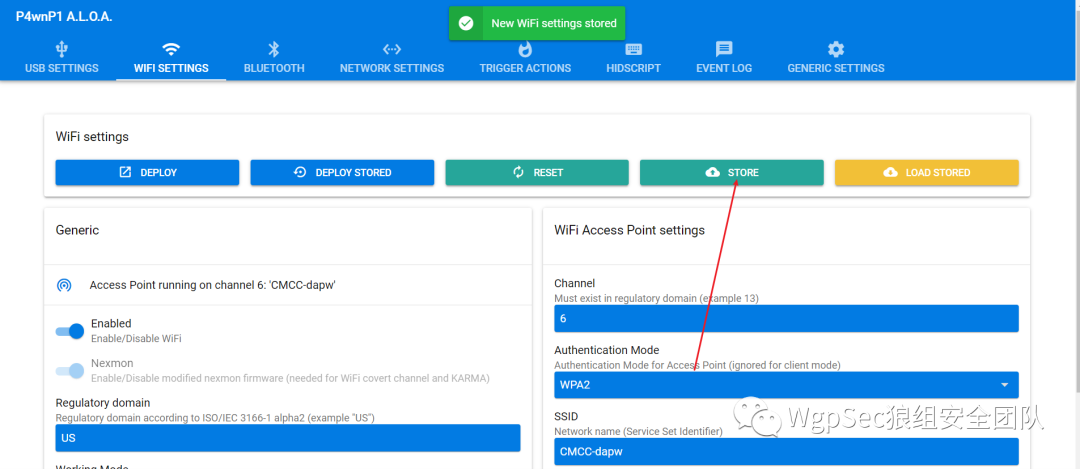 P4wnP1 A.L.O.A.
New WiFi settings stored
USB SETTINGS
WIFI SETTINGS
BLUETOOTH
NETWORK SETTINGS
TRIGGER ACTIONS
HIDSCRIPT
EVENT LOG
GENERIC SETTINGS
WiFi settings
DEPLOY
DEPLOY STORED
RESET
STORE
LOAD STORED
Generic
Access Point running on channel 6: 'CMCC-dapw'
Enabled
Enable/Disable WiFi
Nexmon
Enable/Disable modified nexmon firmware (needed for WiFi covert channel and KARMA)
Regulatory domain
Regulatory domain according to ISO/IEC 3166-1 alpha2 (example "US")
US
Working Mode
WiFi Access Point settings
Channel
Must exist in regulatory domain (example 13)
6
Authentication Mode
Authentication Mode for Access Point (ignored for client mode)
WPA2
SSID
Network name (Service Set Identifier)
CMCC-dapw
WgpSec狼组安全团队